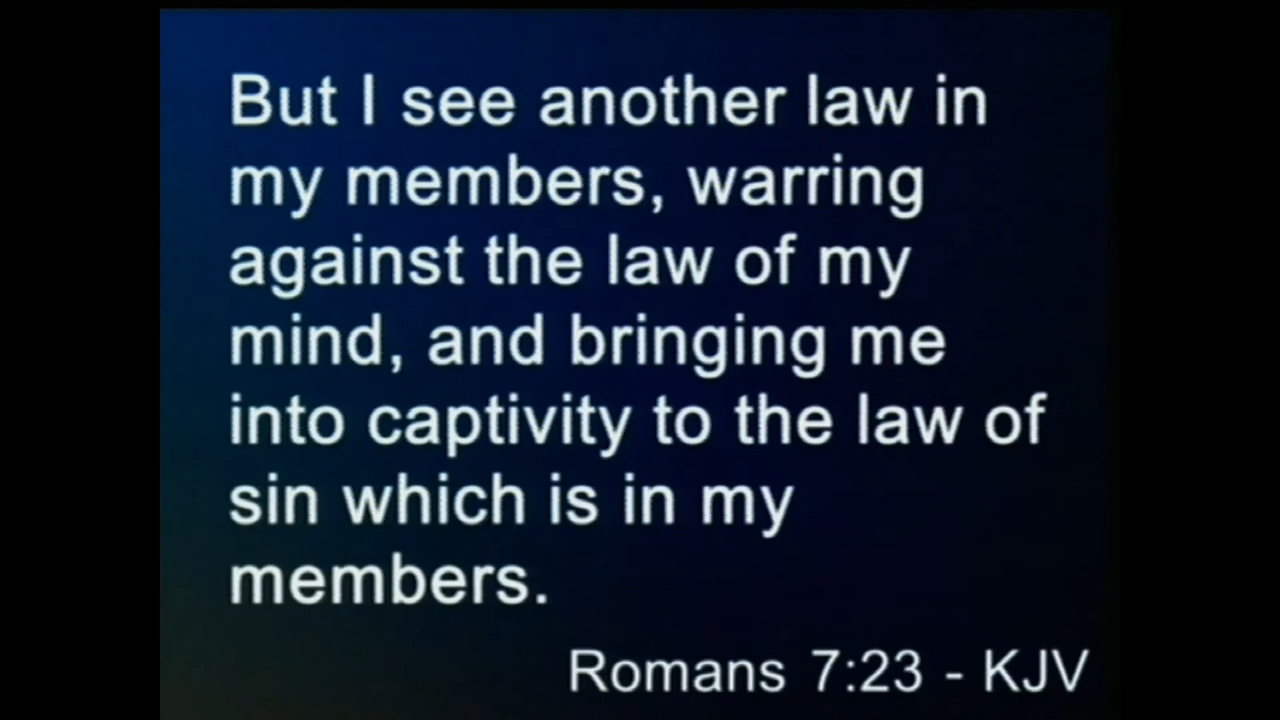 But I see another law in
my members, warring
against the law of my
mind, and bringing me
into captivity to the law of
sin which is in my
members.
Romans 7:23 - KJV